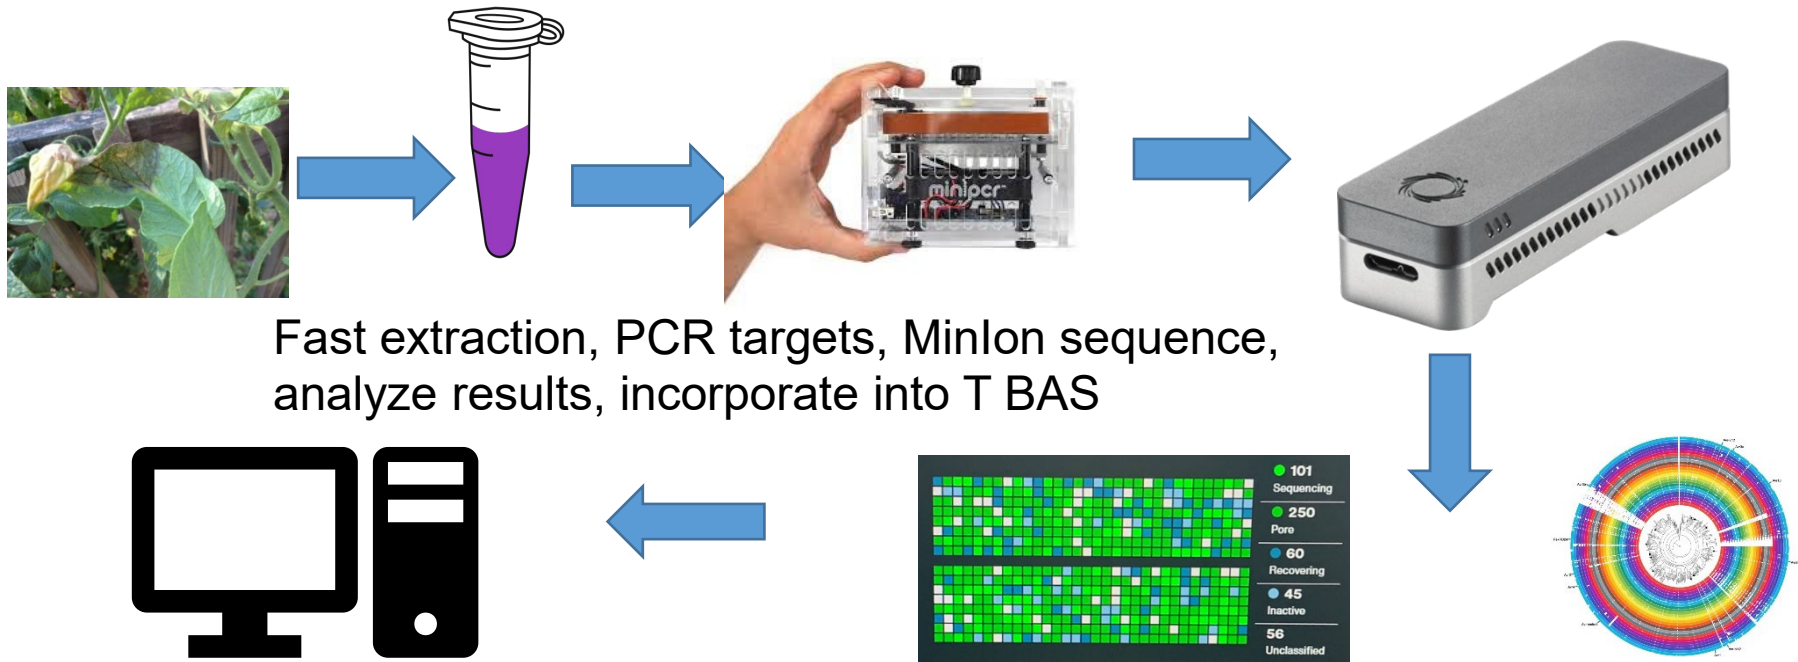 minipcr™
Fast extraction, PCR targets, MinIon sequence,
analyze results, incorporate into T BAS
101
Sequencing
250
Pore
60
Recovering
45
Inactive
56
Unclassified